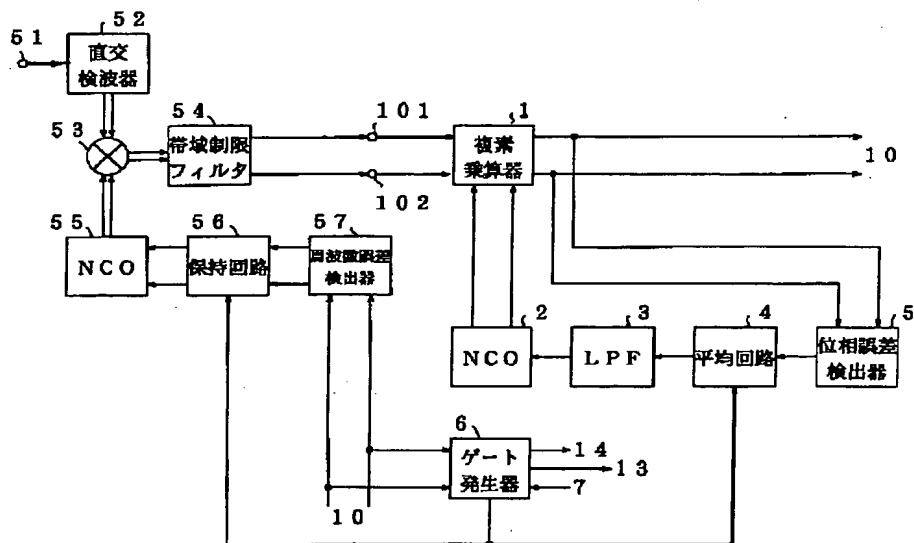 51
52
直交
検波器
53
54
帯域制限
フィルタ
101
102
1
複素
乗算器
10
55
NCO
56
保持回路
57
周波数誤差
検出器
2
NCO
3
LPF
4
平均回路
5
位相誤差
検出器
6
ゲート
発生器
14
13
7
10